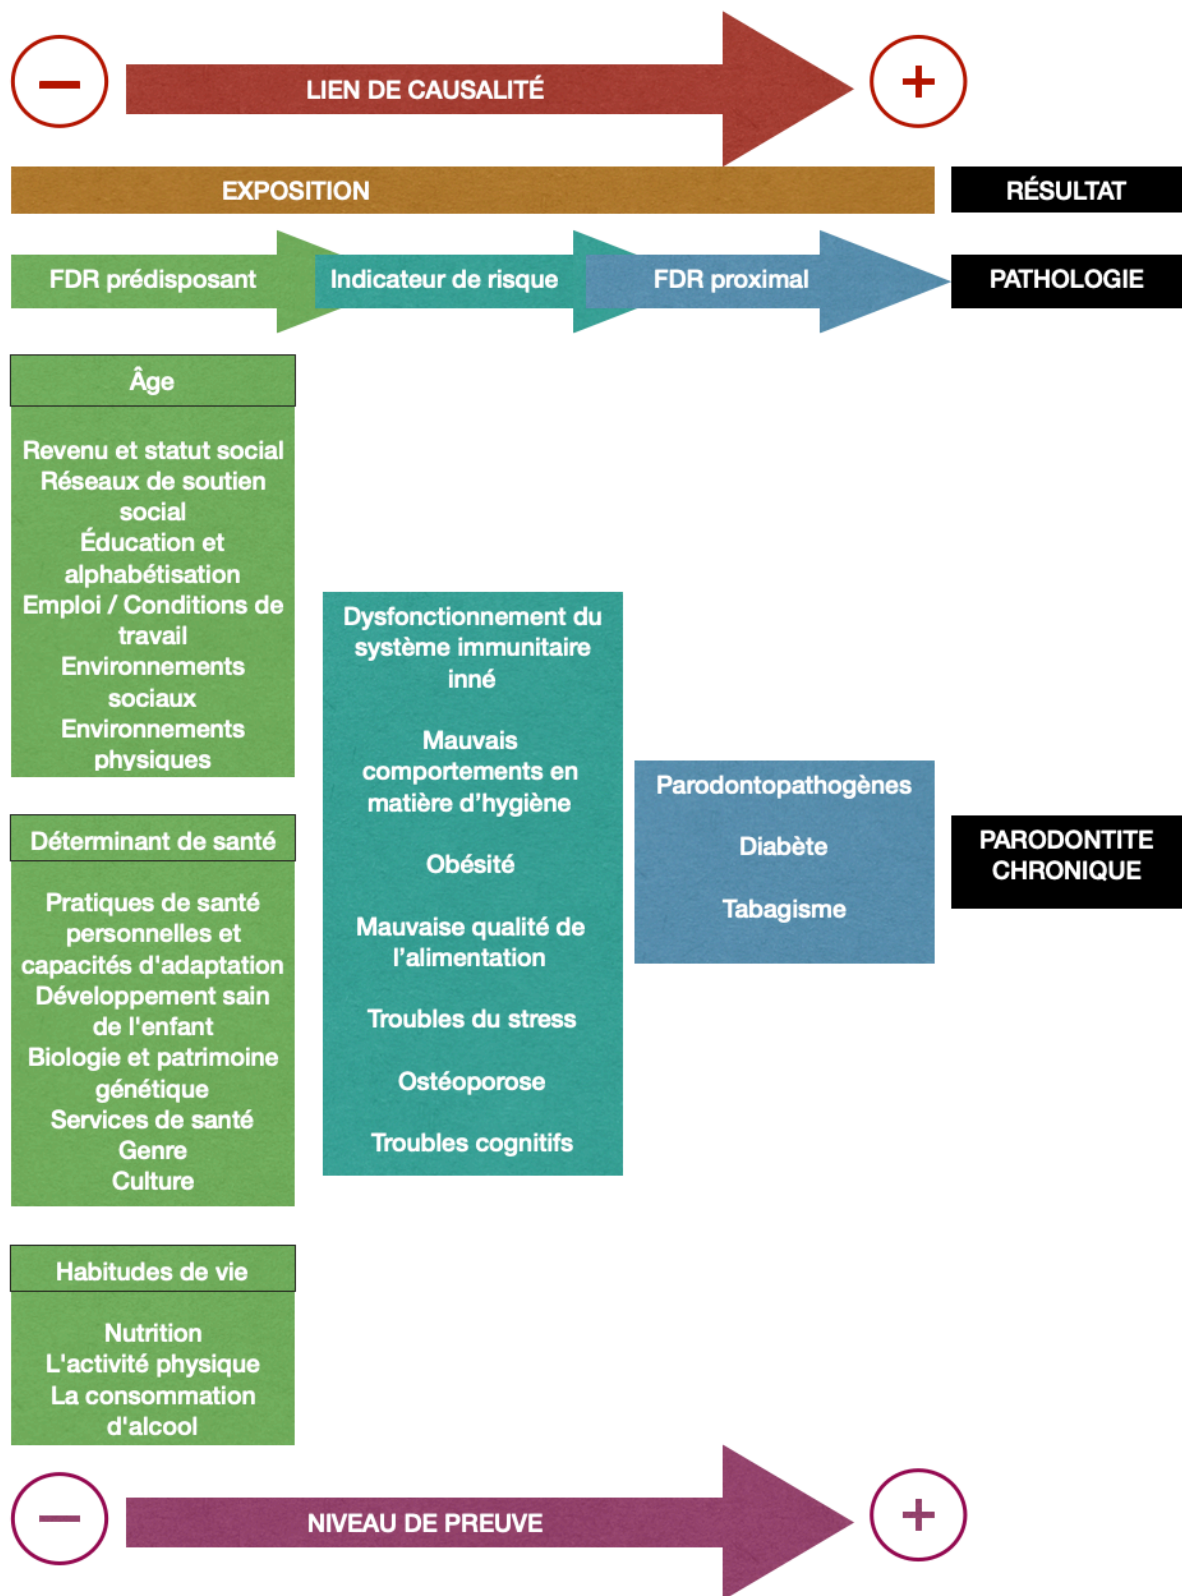 LIEN DE CAUSALITÉ
EXPOSITION
RÉSULTAT
FDR prédisposant
Indicateur de risque
FDR proximal
PATHOLOGIE
Âge
Revenu et statut social
Réseaux de soutien
social
Éducation et
alphabétisation
Emploi / Conditions de
travail
Environnements
sociaux
Environnements
physiques
Déterminant de santé
Pratiques de santé
personnelles et
capacités d'adaptation
Développement sain
de l'enfant
Biologie et patrimoine
génétique
Services de santé
Genre
Culture
Habitudes de vie
Nutrition
L'activité physique
La consommation
d'alcool
Dysfonctionnement du
système immunitaire
inné
Mauvais
comportements en
matière d’hygiène
Obésité
Mauvaise qualité de
l’alimentation
Troubles du stress
Ostéoporose
Troubles cognitifs
Parodontopathogènes
Diabète
Tabagisme
PARODONTITE
CHRONIQUE
NIVEAU DE PREUVE